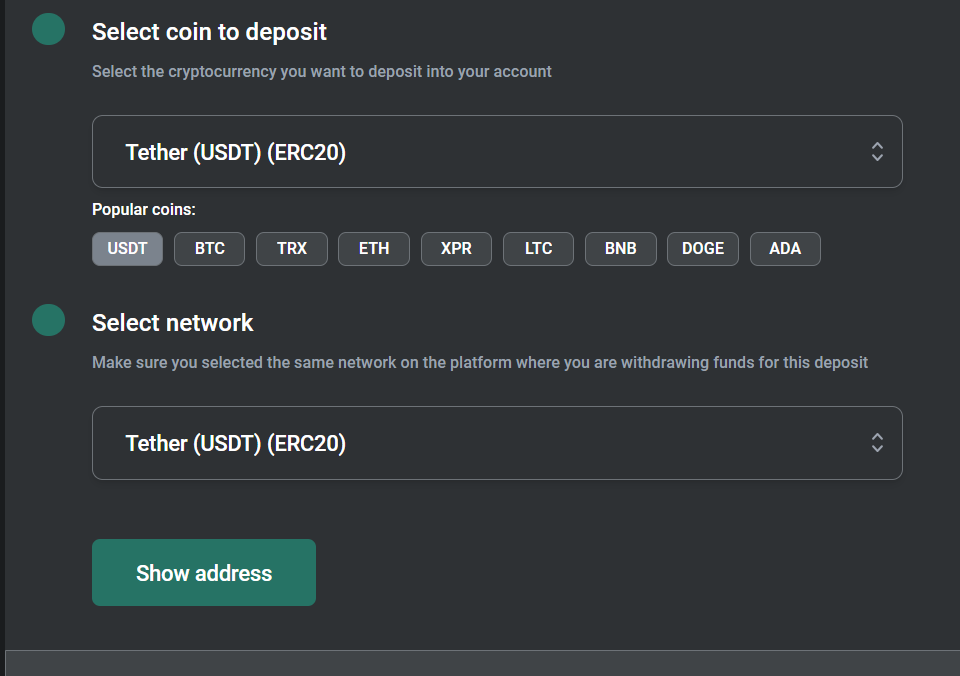 Select coin to deposit
Select the cryptocurrency you want to deposit into your account
Tether (USDT) (ERC20)
Popular coins:
USDT BTC TRX ETH XPR LTC BNB DOGE ADA
Select network
Make sure you selected the same network on the platform where you are withdrawing funds for this deposit
Tether (USDT) (ERC20)
Show address